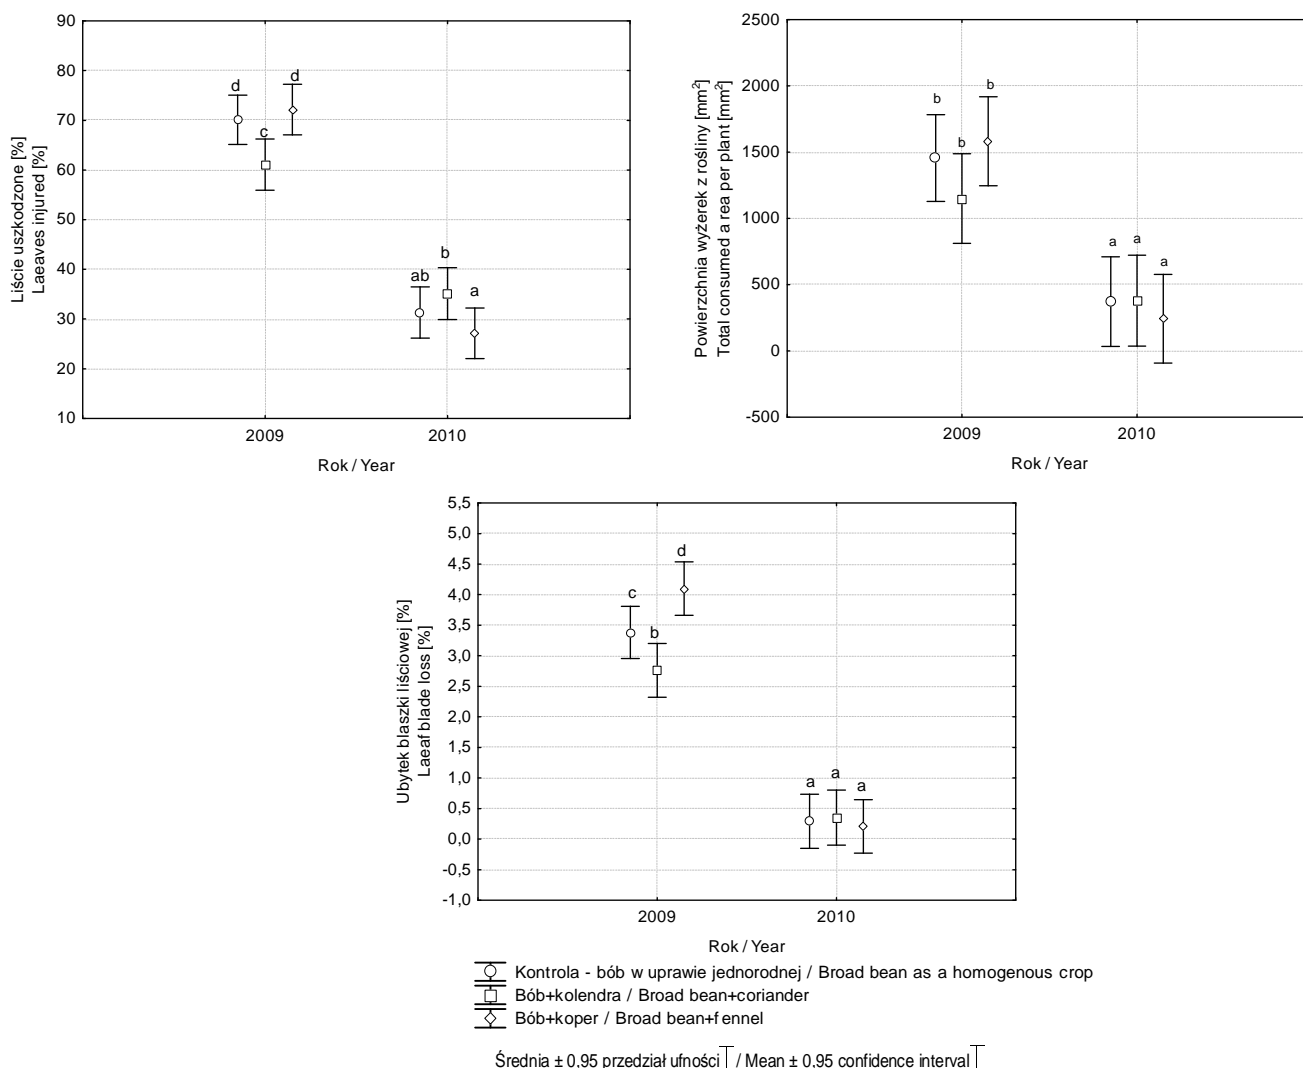 90
80
70
60
50
40
30
20
10
Liście uszkodzone [%]
Laeaves injured [%]
d
c
d
ab
b
a
2009
2010
Rok / Year
2500
2000
1500
1000
500
0
-500
Powierzchnia wyżerek z rośliny [mm²]
Total consumed a rea per plant [mm²]
b
b
b
a
a
a
2009
2010
Rok / Year
5,5
5,0
4,5
4,0
3,5
3,0
2,5
2,0
1,5
1,0
0,5
0,0
-0,5
-1,0
Ubytek blaszki liściowej [%]
Laeaf blade loss [%]
c
b
d
a
a
a
2009
2010
Rok / Year
Kontrola - bób w uprawie jednorodnej / Broad bean as a homogenous crop
Bób+kolendra / Broad bean+coriander
Bób+koper / Broad bean+fennel
Średnia ± 0,95 przedział ufności / Mean ± 0,95 confidence interval